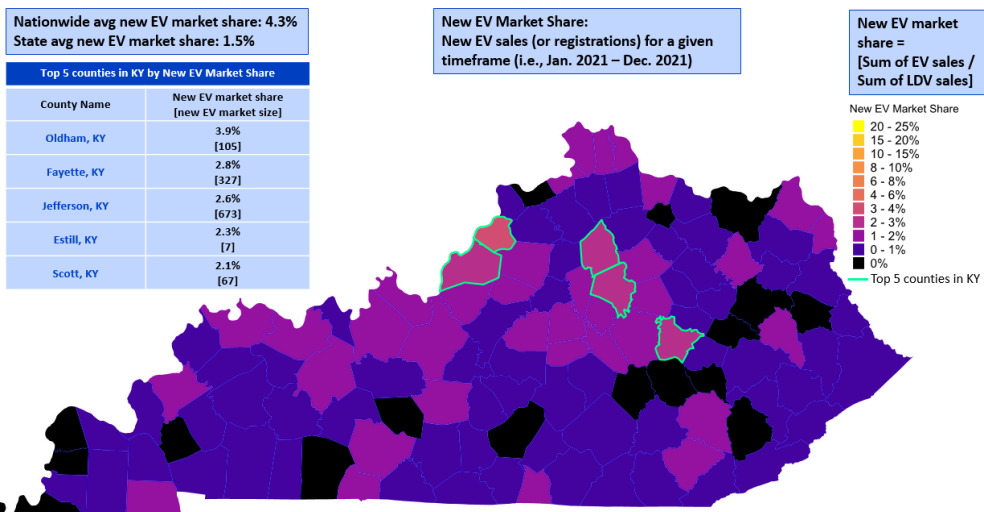 Nationwide avg new EV market share: 4.3%
State avg new EV market share: 1.5%
Top 5 counties in KY by New EV Market Share
County Name
New EV market share
[new EV market size]
Oldham, KY
3.9%
[105]
Fayette, KY
2.8%
[327]
Jefferson, KY
2.6%
[673]
Estill, KY
2.3%
[7]
Scott, KY
2.1%
[67]
New EV Market Share:
New EV sales (or registrations) for a given
timeframe (i.e., Jan. 2021 – Dec. 2021)
New EV market
share =
[Sum of EV sales /
Sum of LDV sales]
New EV Market Share
20 - 25%
15 - 20%
10 - 15%
8 - 10%
6 - 8%
4 - 6%
3 - 4%
2 - 3%
1 - 2%
0 - 1%
0%
Top 5 counties in KY